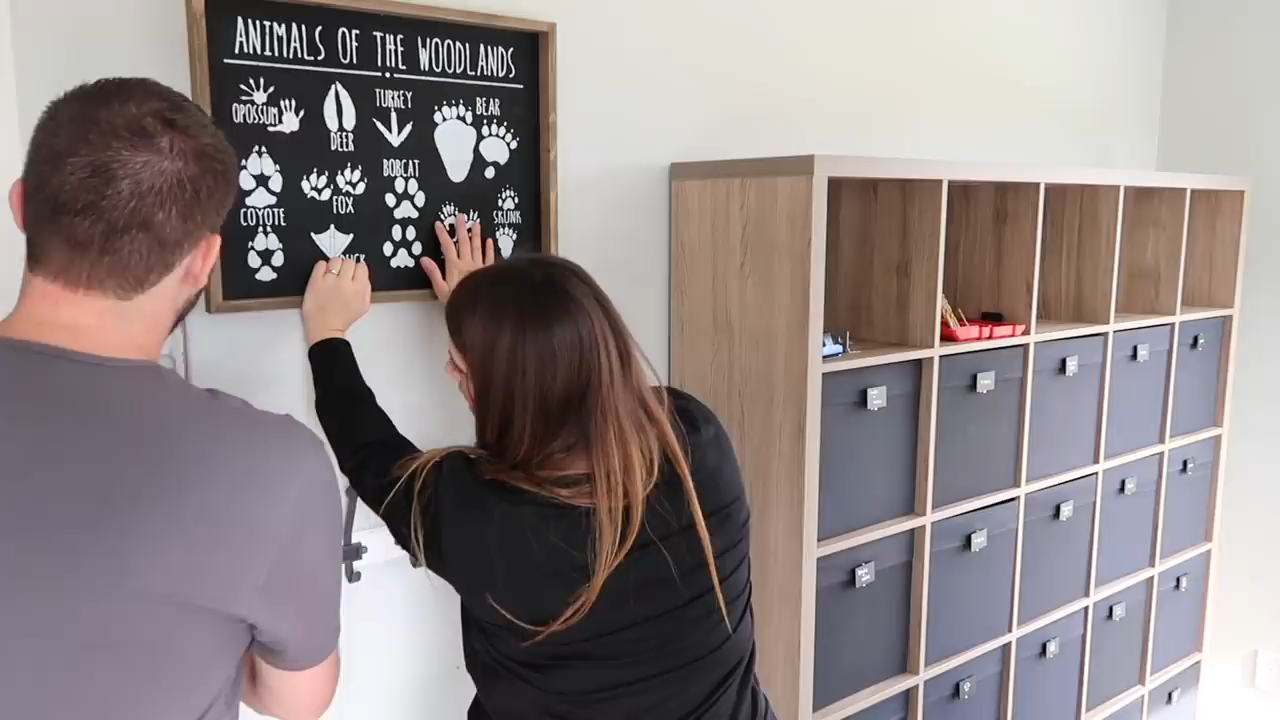 ANIMALS OF THE WOODLANDS
OPOSSUM
DEER
TURKEY
BEAR
COYOTE
FOX
BOBCAT
SKUNK